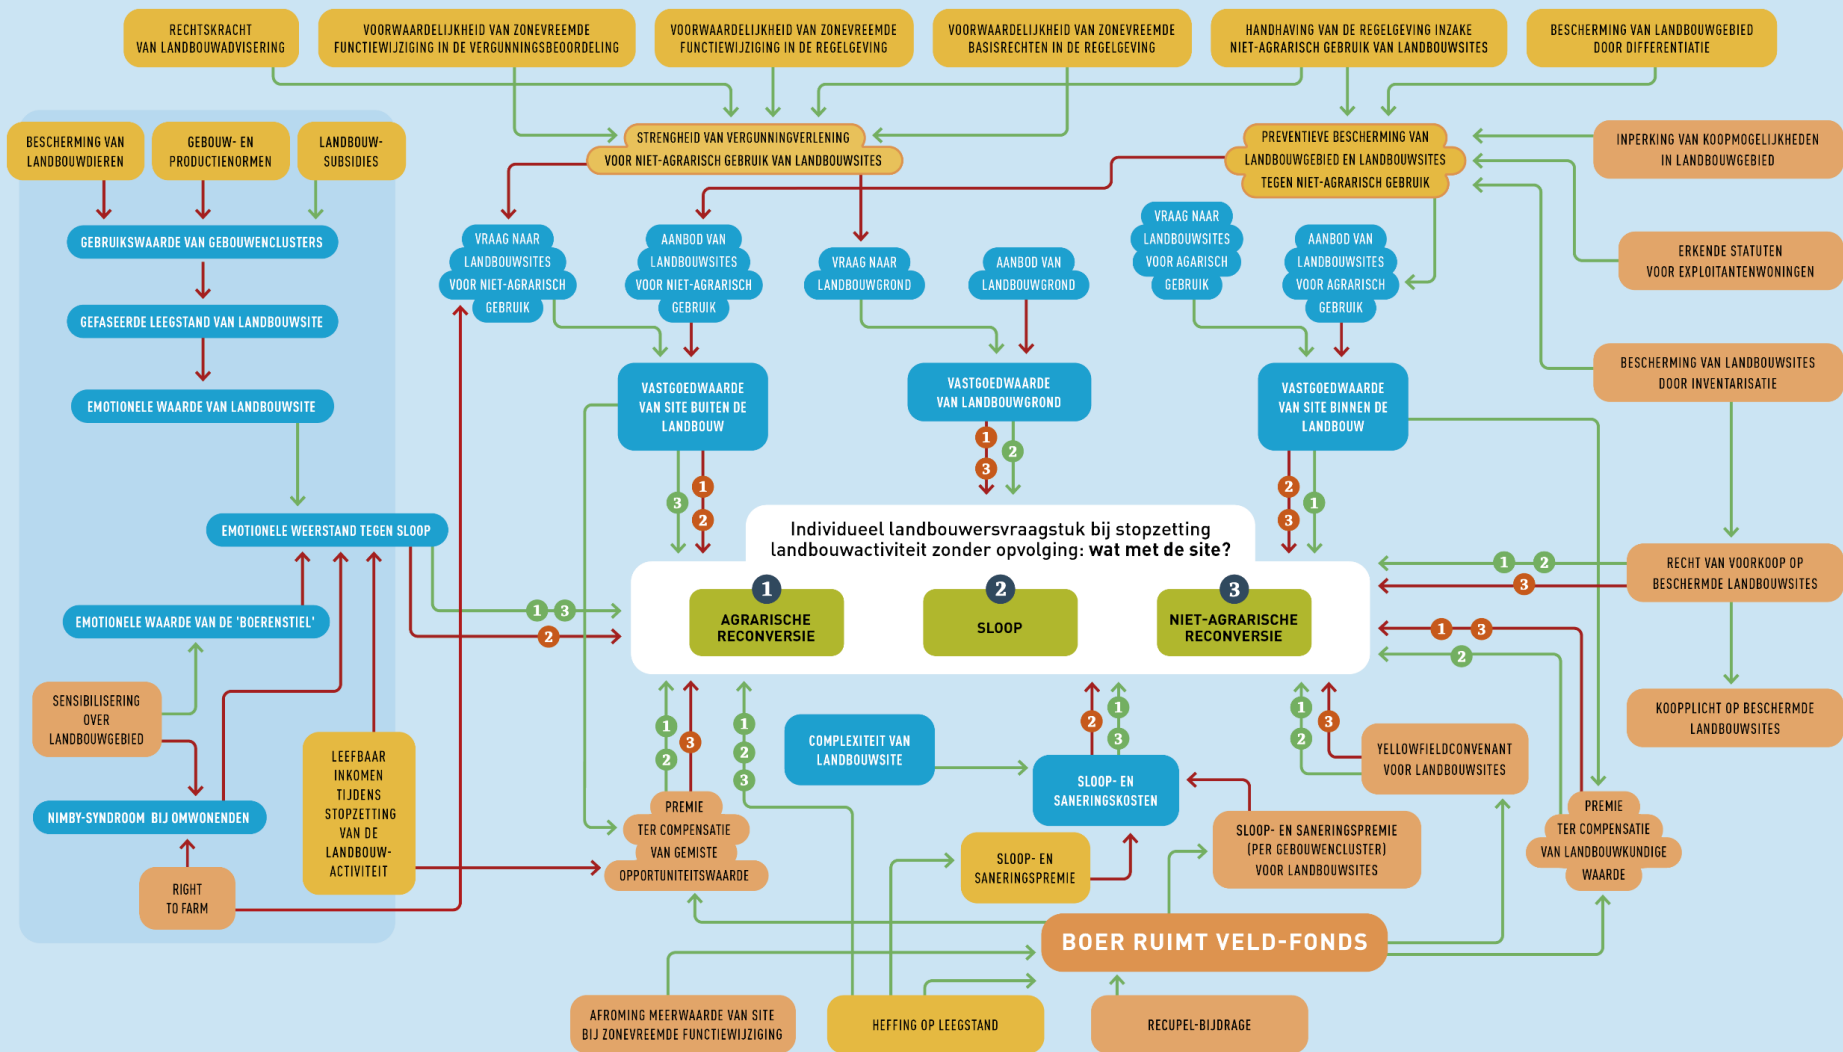 RECHTSKRACHT
VAN LANDBOUWADVISERING
VOORWAARDELIJKHEID VAN ZONEVREEMDE
FUNCTIEWIJZIGING IN DE VERGUNNINGSBEOORDELING
VOORWAARDELIJKHEID VAN ZONEVREEMDE
FUNCTIEWIJZIGING IN DE REGELGEVING
VOORWAARDELIJKHEID VAN ZONEVREEMDE
BASISRECHTEN IN DE REGELGEVING
HANDHAVING VAN DE REGELGEVING INZAKE
NIET-AGRARISCH GEBRUIK VAN LANDBOUWSITES
BESCHERMING VAN LANDBOUWGEBIED
DOOR DIFFERENTIATIE
BESCHERMING VAN
LANDBOUWDIEREN
GEBOUW- EN
PRODUCTIENORMEN
LANDBOUW-
SUBSIDIES
STRENGHEID VAN VERGUNNINGVERLENING
VOOR NIET-AGRARISCH GEBRUIK VAN LANDBOUWSITES
PREVENTIEVE BESCHERMING VAN
LANDBOUWGEBIED EN LANDBOUWSITES
TEGEN NIET-AGRARISCH GEBRUIK
INPERKING VAN KOOPMOGELIJKHEDEN
IN LANDBOUWGEBIED
GEBRUIKSWAARDE VAN GEBOUWENCLUSTERS
VRAAG NAAR
LANDBOUWSITES
VOOR NIET-AGRARISCH
GEBRUIK
AANBOD VAN
LANDBOUWSITES
VOOR NIET-AGRARISCH
GEBRUIK
VRAAG NAAR
LANDBOUWGROND
AANBOD VAN
LANDBOUWGROND
VRAAG NAAR
LANDBOUWSITES
VOOR AGARISCH
GEBRUIK
AANBOD VAN
LANDBOUWSITES
VOOR AGRARISCH
GEBRUIK
ERKENDE STATUTEN
VOOR EXPLOITANTENWONINGEN
GEFASEERDE LEEGSTAND VAN LANDBOUWSITE
EMOTIONELE WAARDE VAN LANDBOUWSITE
VASTGOEDWAARDE
VAN SITE BUITEN DE
LANDBOUW
VASTGOEDWAARDE
VAN LANDBOUWGROND
VASTGOEDWAARDE
VAN SITE BINNEN DE
LANDBOUW
BESCHERMING VAN LANDBOUWSITES
DOOR INVENTARISATIE
3
1
2
1
3
2
2
3
1
EMOTIONELE WEERSTAND TEGEN SLOOP
Individueel landbouwersvraagstuk bij stopzetting
landbouwactiviteit zonder opvolging: wat met de site?
1
AGRARISCHE
RECONVERSIE
2
SLOOP
3
NIET-AGRARISCHE
RECONVERSIE
1 3
2
1 2
3
1 3
2
RECHT VAN VOORKOOP OP
BESCHERMDE LANDBOUWSITES
KOOPPLICHT OP BESCHERMDE
LANDBOUWSITES
EMOTIONELE WAARDE VAN DE 'BOERENSTIEL'
SENSIBILISERING
OVER
LANDBOUWGEBIED
LEEFBAAR
INKOMEN
TIJDENS
STOPZETTING
VAN DE
LANDBOUW-
ACTIVITEIT
NIMBY-SYNDROOM BIJ OMWONENDEN
RIGHT
TO FARM
1
2
3
1
2
3
2
1
3
1
2
3
COMPLEXITEIT VAN
LANDBOUWSITE
SLOOP- EN
SANERINGSKOSTEN
YELLOWFIELDCONVENANT
VOOR LANDBOUWSITES
PREMIE
TER COMPENSATIE
VAN GEMISTE
OPPORTUNITEITSWAARDE
SLOOP- EN
SANERINGSPREMIE
SLOOP- EN SANERINGSPREMIE
(PER GEBOUWENCLUSTER)
VOOR LANDBOUWSITES
PREMIE
TER COMPENSATIE
VAN LANDBOUWKUNDIGE
WAARDE
BOER RUIMT VELD-FONDS
AFROMING MEERWAARDE VAN SITE
BIJ ZONEVREEMDE FUNCTIEWIJZIGING
HEFFING OP LEEGSTAND
RECUPEL-BIJDRAGE